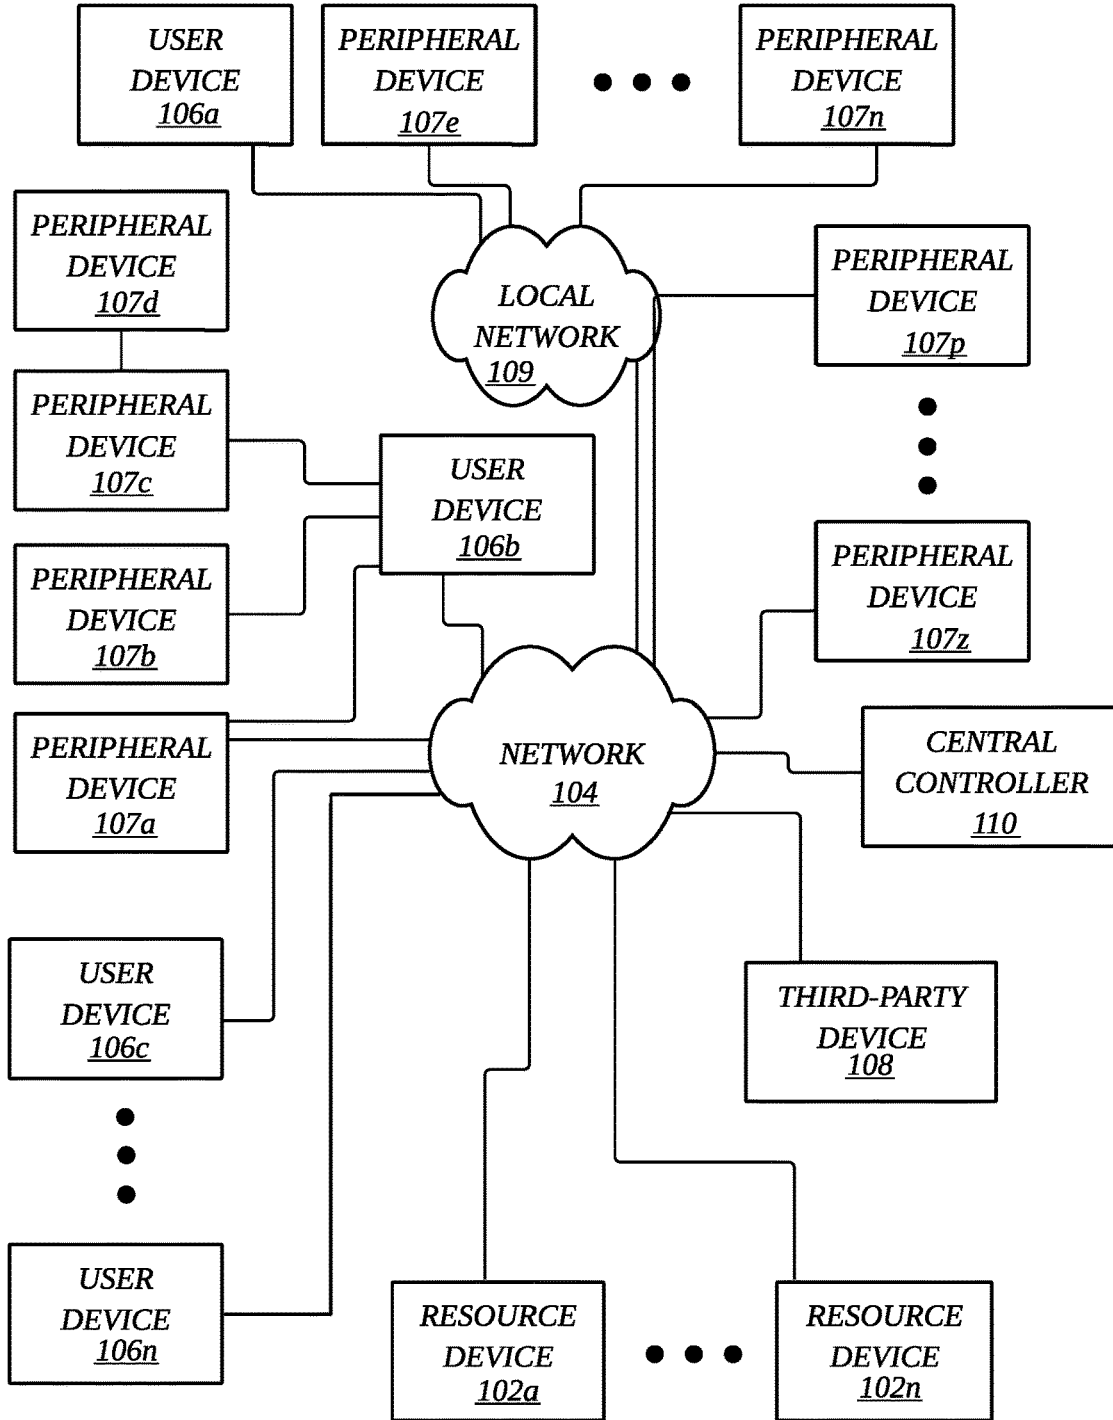 USER
DEVICE
106a
PERIPHERAL
DEVICE
107e
PERIPHERAL
DEVICE
107n
PERIPHERAL
DEVICE
107d
LOCAL
NETWORK
109
PERIPHERAL
DEVICE
107p
PERIPHERAL
DEVICE
107c
USER
DEVICE
106b
PERIPHERAL
DEVICE
107b
PERIPHERAL
DEVICE
107z
PERIPHERAL
DEVICE
107a
NETWORK
104
CENTRAL
CONTROLLER
110
USER
DEVICE
106c
THIRD-PARTY
DEVICE
108
USER
DEVICE
106n
RESOURCE
DEVICE
102a
RESOURCE
DEVICE
102n